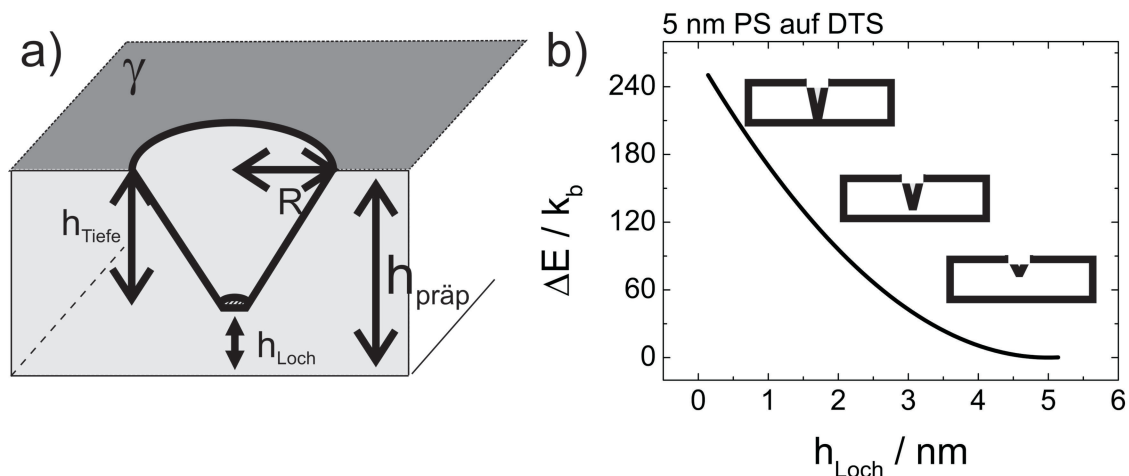 a)
γ
R
h_Tiefe
h_präp
h_Loch
b)
5 nm PS auf DTS
ΔE / k_b
240
180
120
60
0
0 1 2 3 4 5 6
h_Loch / nm